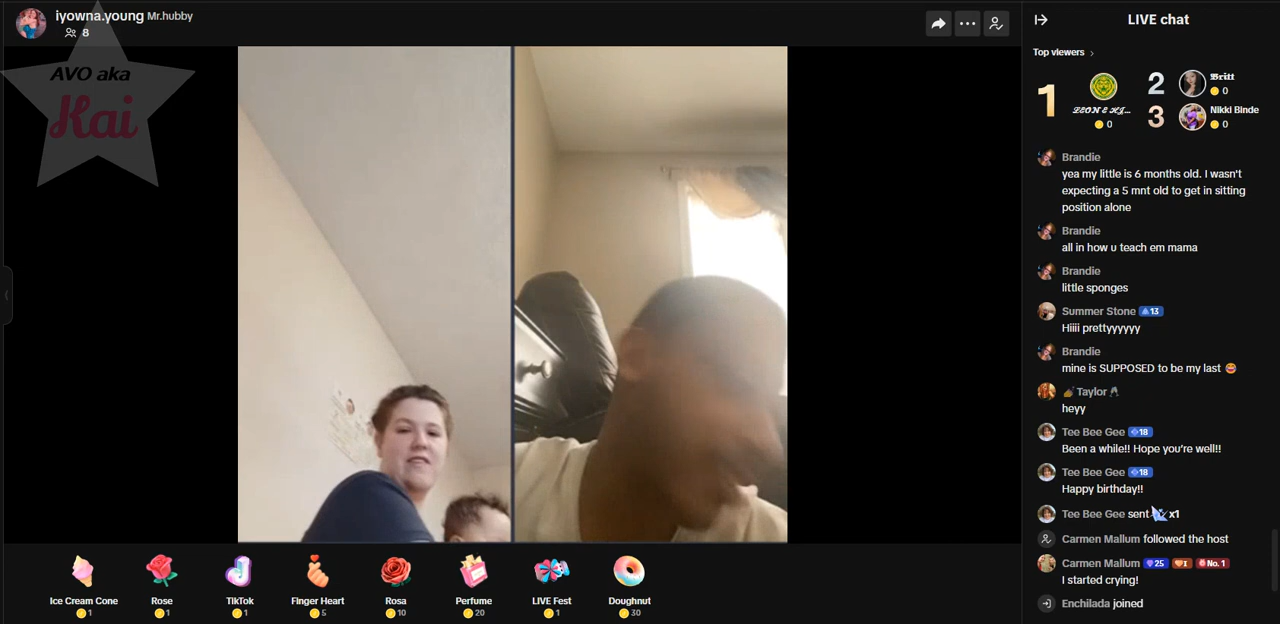 iyowna.young Mr.hubby
8
AVO aka
Kai
LIVE chat
Top viewers
1
0
2
Britt
0
3
Nikki Binde
0
Brandie
yea my little is 6 months old. I wasn't
expecting a 5 mnt old to get in sitting
position alone
Brandie
all in how u teach em mama
Brandie
little sponges
Summer Stone 13
Hiiii prettyyyyyy
Brandie
mine is SUPPOSED to be my last
Taylor
heyy
Tee Bee Gee 18
Been a while!! Hope you're well!!
Tee Bee Gee 18
Happy birthday!!
Tee Bee Gee sent x1
Carmen Mallum followed the host
Carmen Mallum 25 I No. 1
I started crying!
Enchilada joined
Ice Cream Cone
1
Rose
1
TikTok
1
Finger Heart
5
Rosa
10
Perfume
20
LIVE Fest
1
Doughnut
30